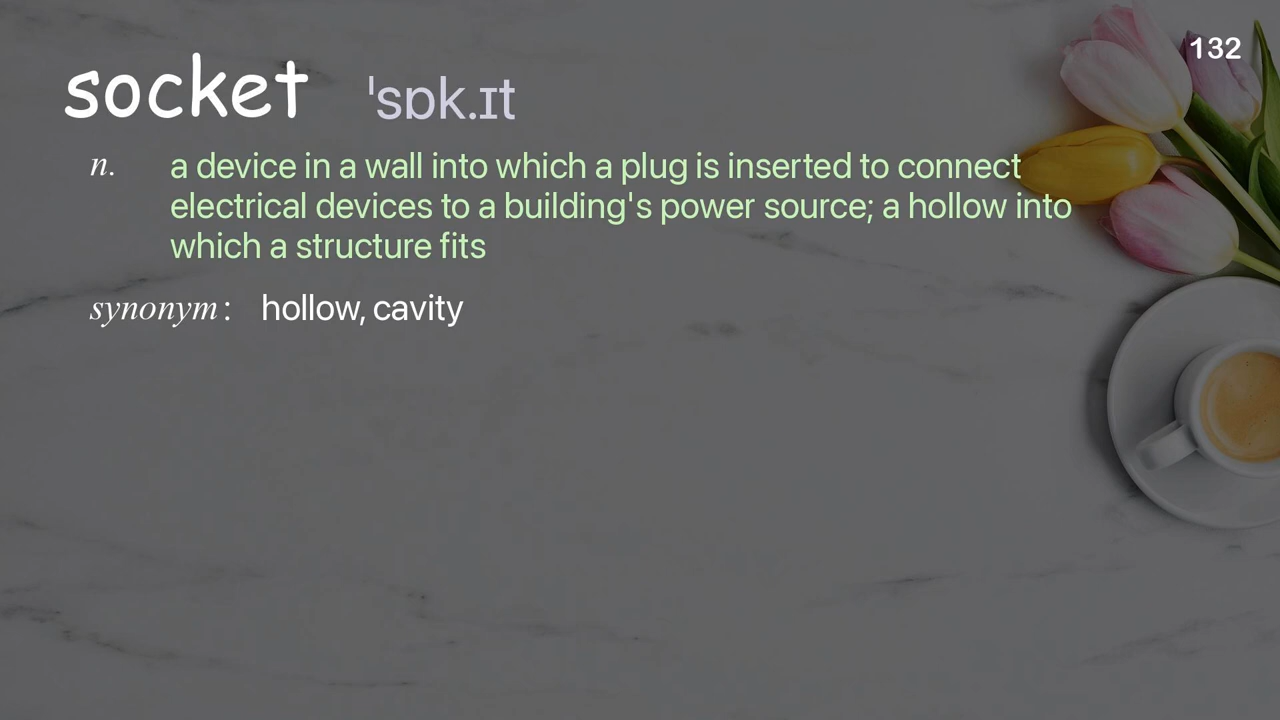 132
socket ˈsɒk.ɪt
n. a device in a wall into which a plug is inserted to connect
electrical devices to a building's power source; a hollow into
which a structure fits
synonym : hollow, cavity